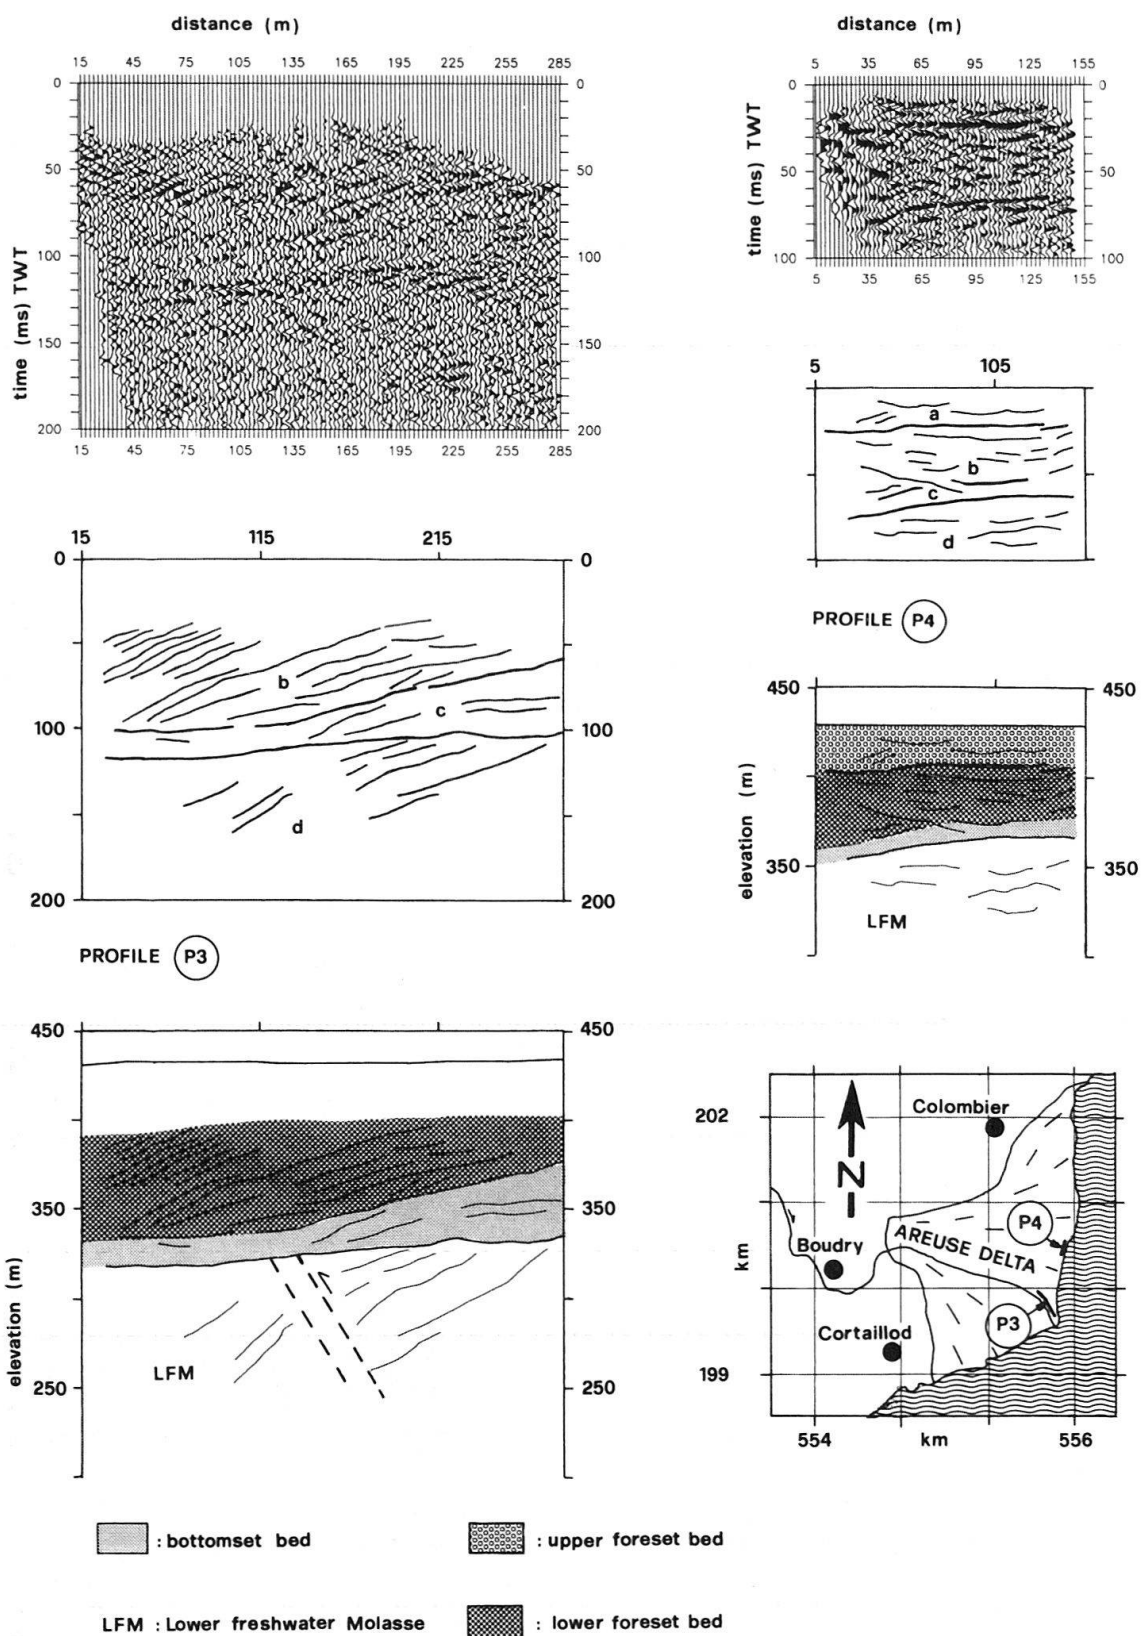 distance (m)
15 45 75 105 135 165 195 225 255 285
0 0
50 50
100 100
150 150
200 200
time (ms) TWT
15 45 75 105 135 165 195 225 255 285
distance (m)
5 35 65 95 125 155
0 0
50 50
100 100
time (ms) TWT
5 35 65 95 125 155
5 105
a
b
c
d
PROFILE P4
15 115 215
0 0
b
c
100 100
d
200 200
PROFILE P3
450 450
350 350
elevation (m)
LFM
450 450
350 350
250 250
elevation (m)
LFM
202
Colombier
N
P4
AREUSE DELTA
Boudry
km
P3
Cortaillod
199
554 km 556
: bottomset bed
: upper foreset bed
LFM : Lower freshwater Molasse
: lower foreset bed